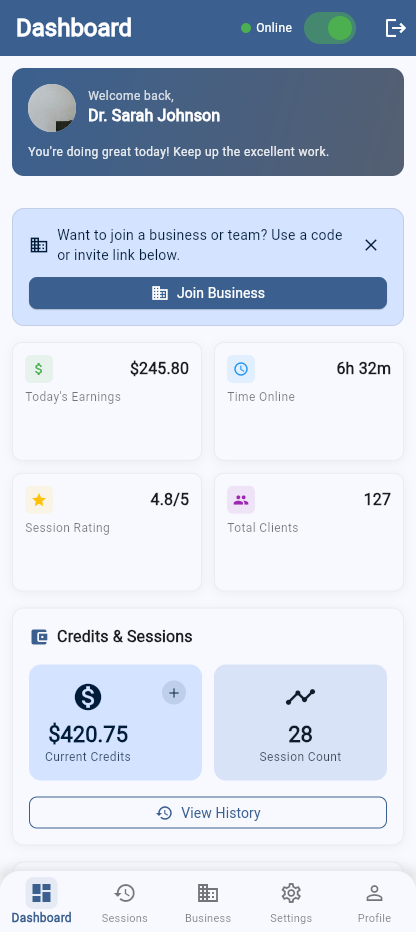 Dashboard
Online
Welcome back,
Dr. Sarah Johnson
You're doing great today! Keep up the excellent work.
Want to join a business or team? Use a code
or invite link below.
Join Business
$245.80
Today's Earnings
6h 32m
Time Online
4.8/5
Session Rating
127
Total Clients
Credits & Sessions
$420.75
Current Credits
28
Session Count
View History
Dashboard
Sessions
Business
Settings
Profile